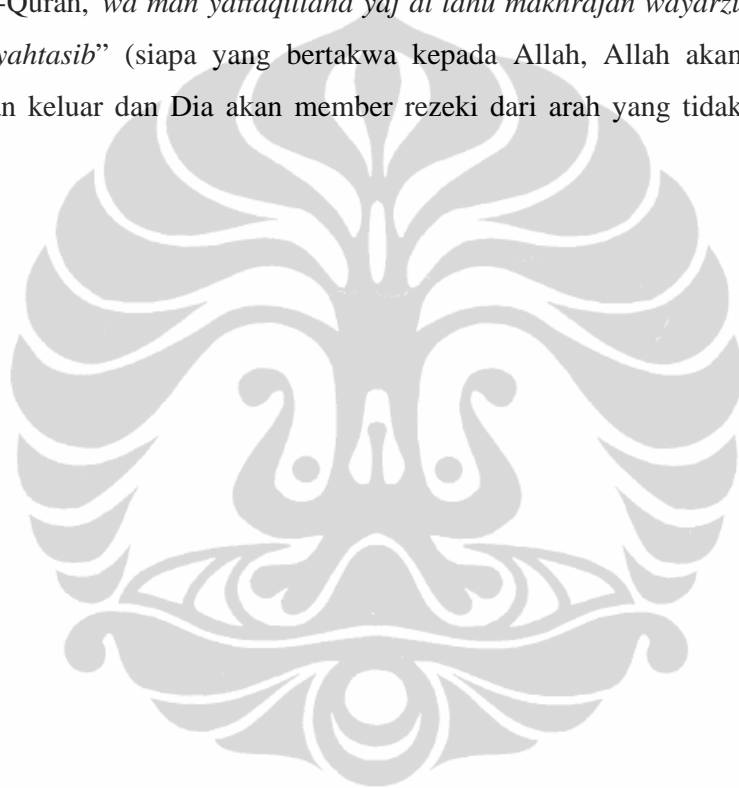 -Quran, wa man yattaqillaha yaj'al lahu makhrajan wayarzu
yahtasib” (siapa yang bertakwa kepada Allah, Allah akan
n keluar dan Dia akan member rezeki dari arah yang tidak